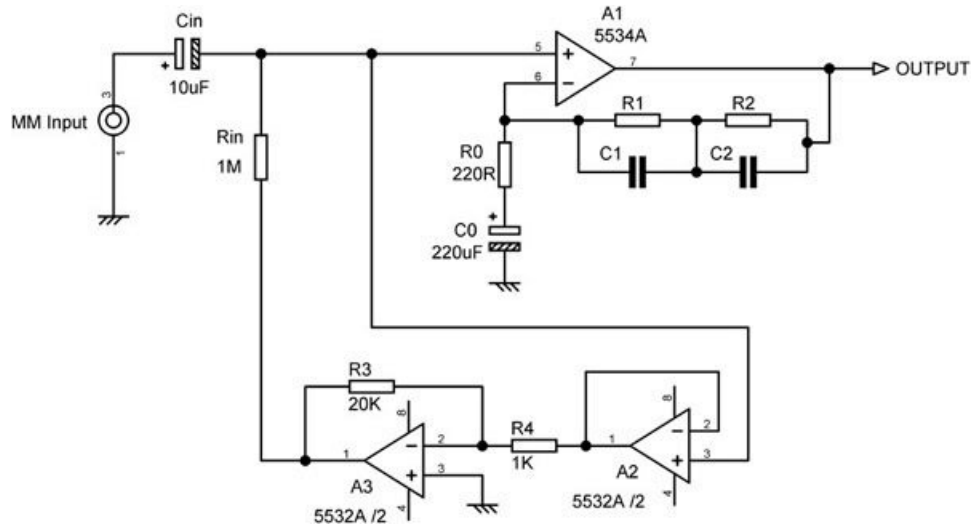 A1
5534A
Cin
+
10uF
5
+
7
6
−
OUTPUT
MM Input
3
1
Rin
1M
R1
R2
C1
C2
R0
220R
+
C0
220uF
R3
20K
8
−
2
+
3
1
A3
4
5532A /2
R4
1K
8
−
2
+
3
1
A2
4
5532A /2